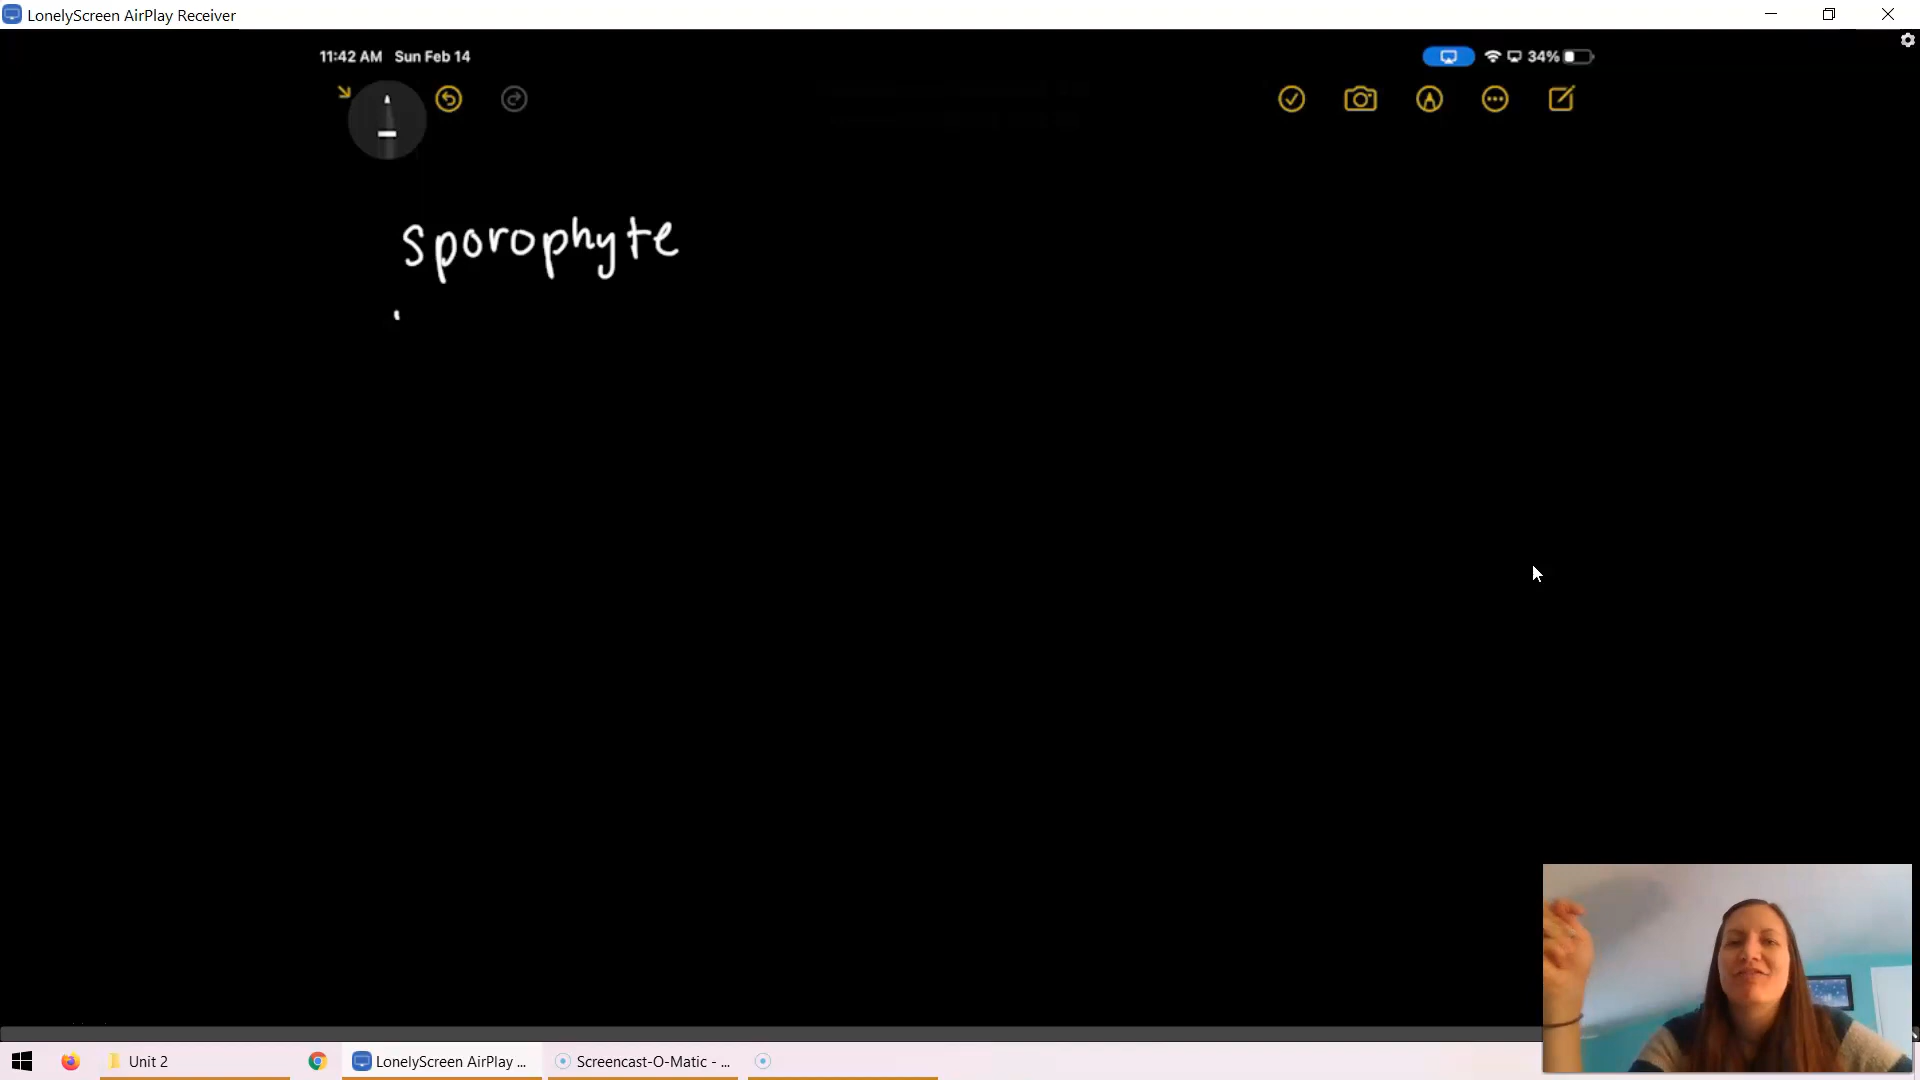 LonelyScreen AirPlay Receiver
11:42 AM Sun Feb 14
34%
sporophyte
Unit 2
LonelyScreen AirPlay ...
Screencast-O-Matic - ...